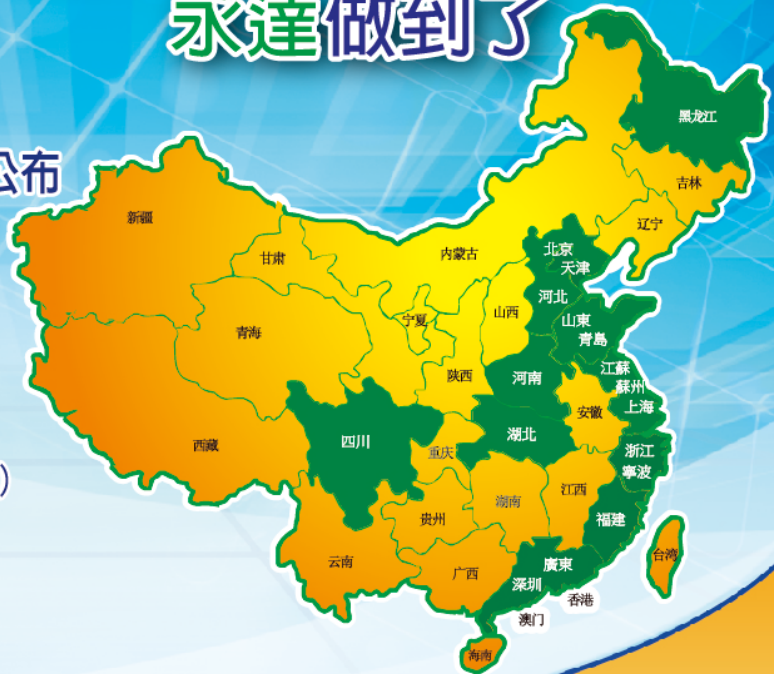 永達做到了
公布
黑龙江
吉林
辽宁
新疆
甘肃
内蒙古
北京
天津
河北
山西
宁夏
山東
青島
青海
陕西
河南
江蘇
蘇州
上海
安徽
四川
湖北
西藏
重庆
浙江
寧波
湖南
江西
贵州
福建
云南
广西
廣東
深圳
台湾
香港
澳门
海南
）